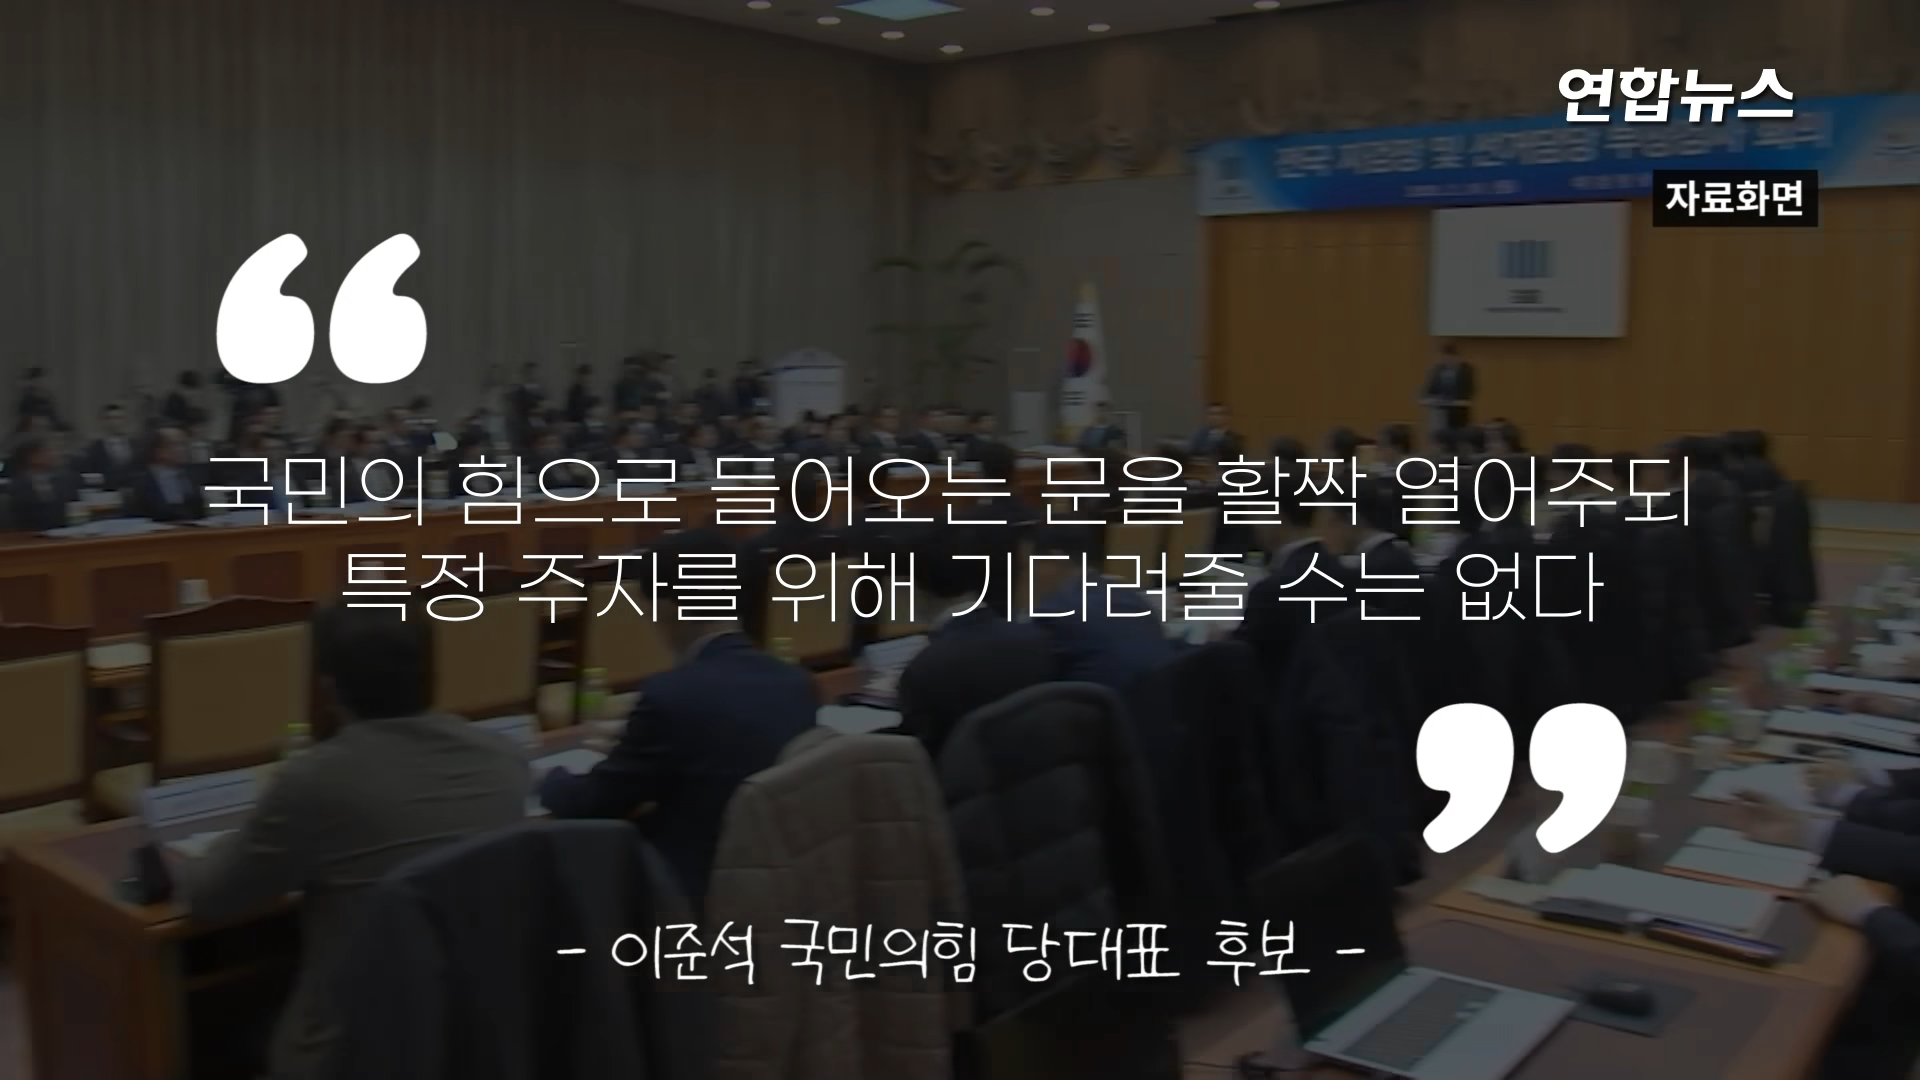 연합뉴스
자료화면
국민의 힘으로 들어오는 문을 활짝 열어주되
특정 주자를 위해 기다려줄 수는 없다
- 이준석 국민의힘 당대표 후보 -